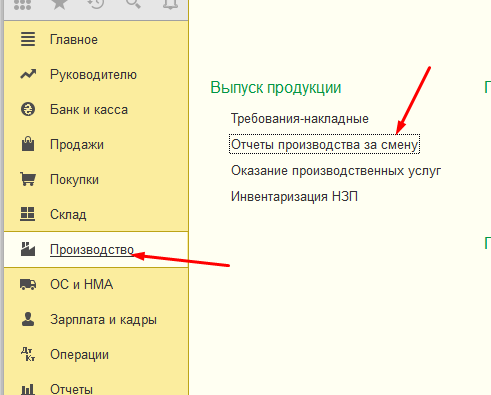 Главное
Руководителю
Банк и касса
Продажи
Покупки
Склад
Производство
ОС и НМА
Зарплата и кадры
Операции
Отчеты
Выпуск продукции
Требования-накладные
Отчеты производства за смену
Оказание производственных услуг
Инвентаризация НЗП